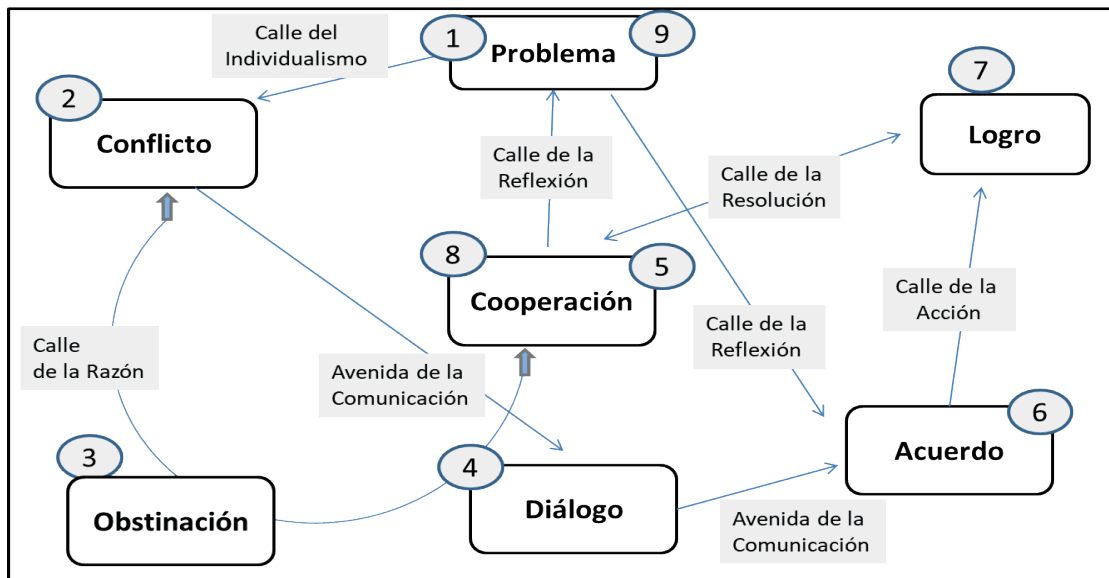 Calle del
Individualismo
1
Problema
9
2
Conflicto
7
Logro
Calle de la
Reflexión
Calle de la
Resolución
8
Cooperación
5
Calle de la
Acción
Calle
de la Razón
Avenida de la
Comunicación
Calle de la
Reflexión
3
Obstinación
4
Diálogo
6
Acuerdo
Avenida de la
Comunicación